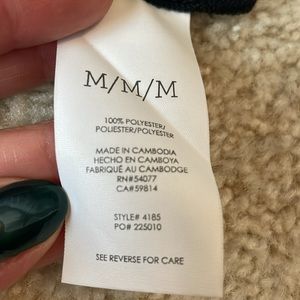 M/M/M
100% POLYESTER/
POLIESTER/POLYESTER
MADE IN CAMBODIA
HECHO EN CAMBOYA
FABRIQUÉ AU CAMBODGE
RN#54077
CA#59814
STYLE# 4185
PO# 225010
SEE REVERSE FOR CARE